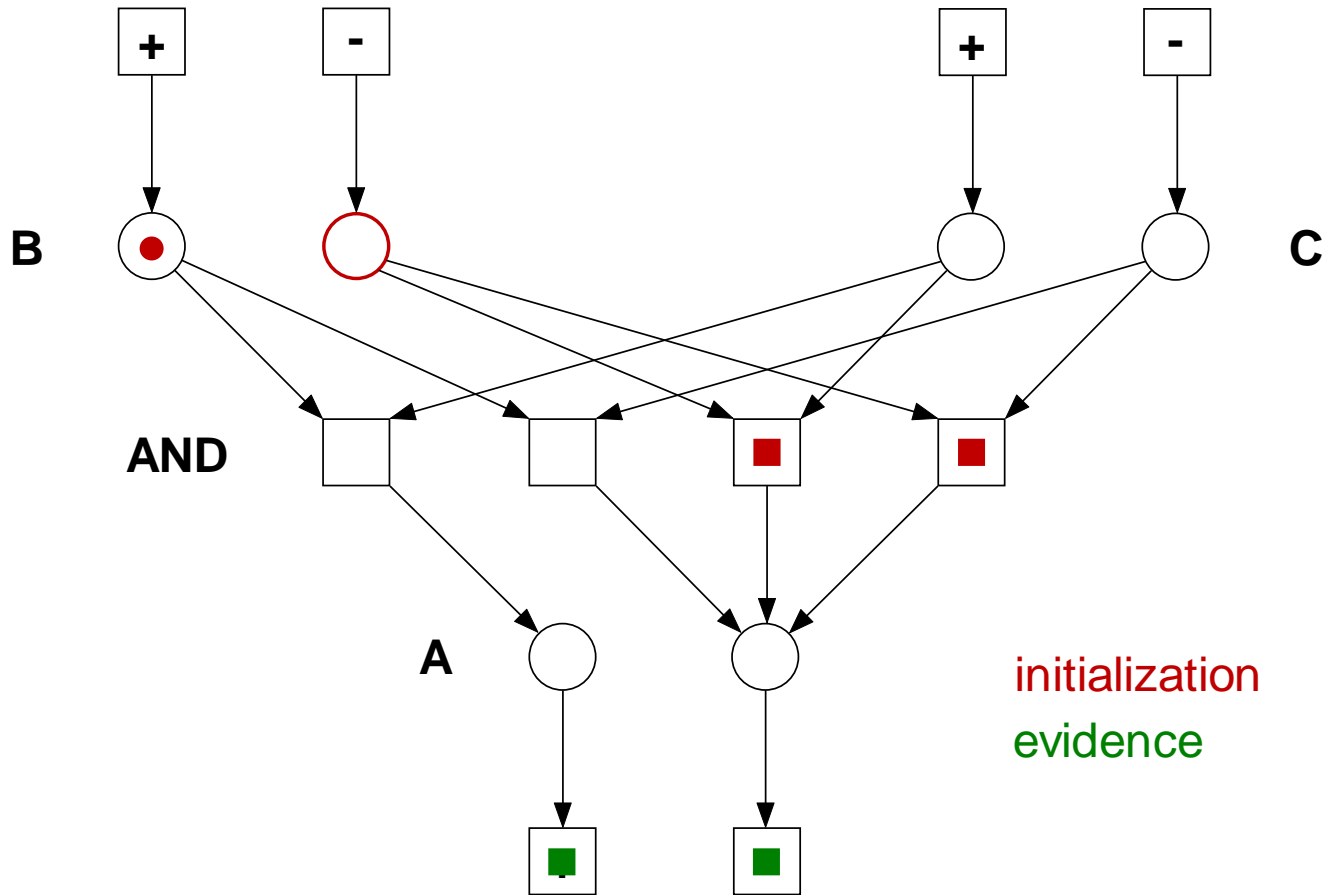 + - + -
B C
AND
A
initialization
evidence